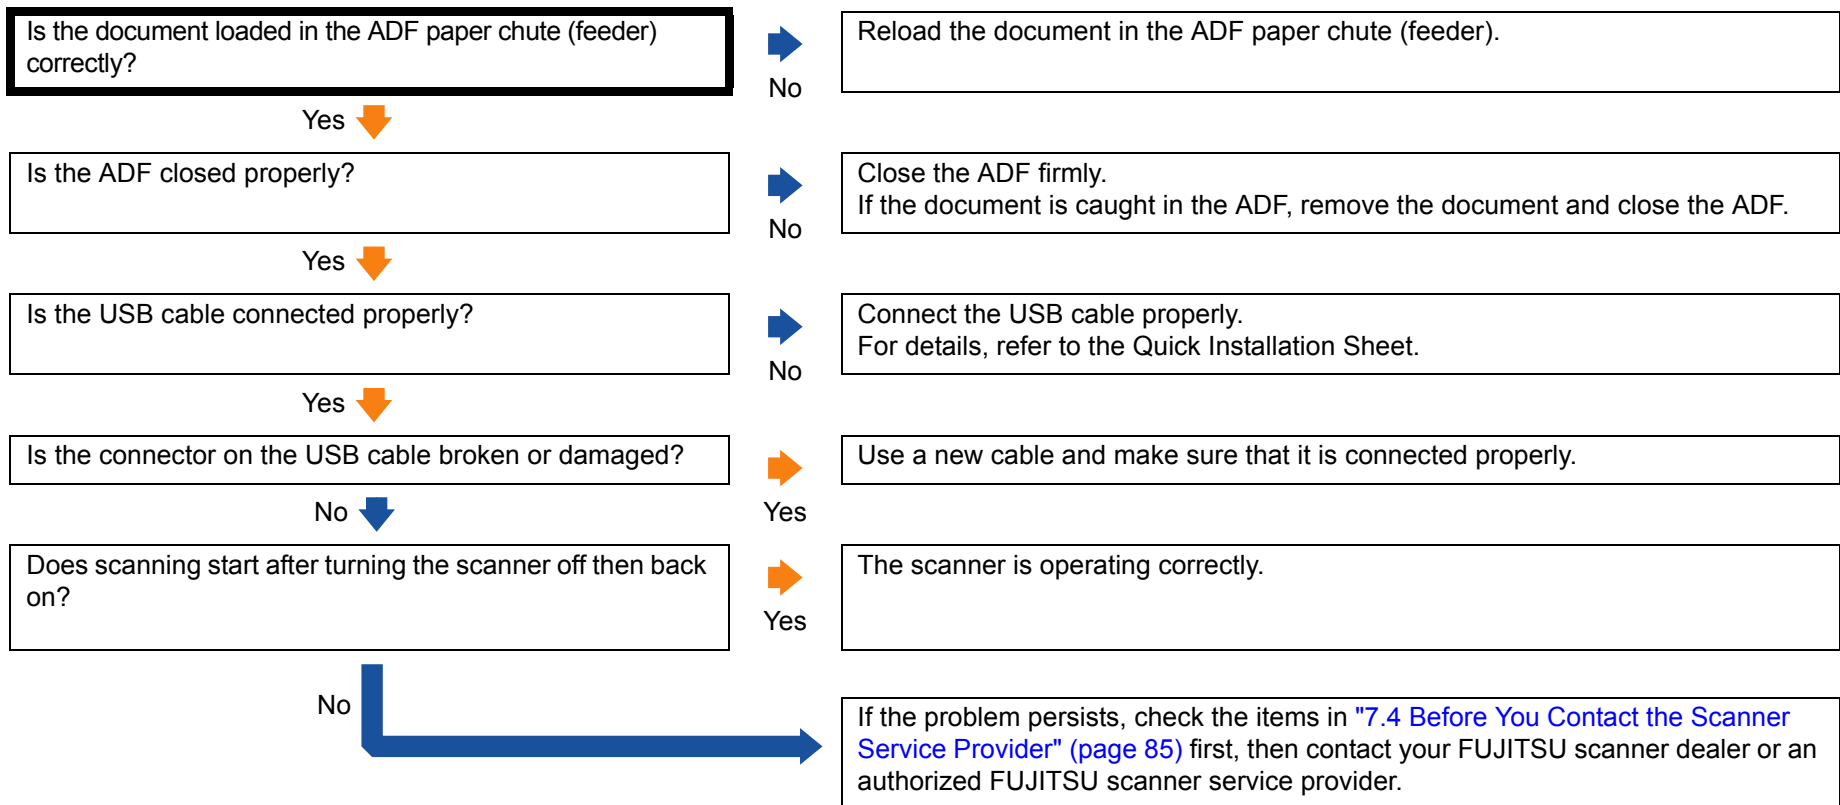 Is the document loaded in the ADF paper chute (feeder)
correctly?
No
Reload the document in the ADF paper chute (feeder).
Yes
Is the ADF closed properly?
No
Close the ADF firmly.
If the document is caught in the ADF, remove the document and close the ADF.
Yes
Is the USB cable connected properly?
No
Connect the USB cable properly.
For details, refer to the Quick Installation Sheet.
Yes
Is the connector on the USB cable broken or damaged?
Yes
Use a new cable and make sure that it is connected properly.
No
Does scanning start after turning the scanner off then back
on?
Yes
The scanner is operating correctly.
No
If the problem persists, check the items in "7.4 Before You Contact the Scanner
Service Provider" (page 85) first, then contact your FUJITSU scanner dealer or an
authorized FUJITSU scanner service provider.